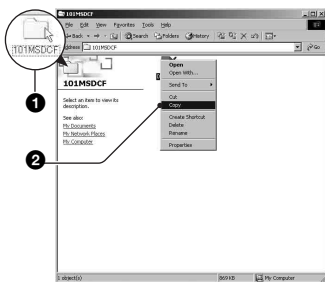 101MSDCF
File Edit View Favorites Tools Help
Back Search Folders History
Address 101MSDCF Go
101MSDCF
101MSDCF
Select an item to view its
description.
See also:
My Documents
My Network Places
My Computer
Open
Open With...
Send To
Cut
Copy
Create Shortcut
Delete
Rename
Properties
1
2
1 object(s) 869 KB My Computer